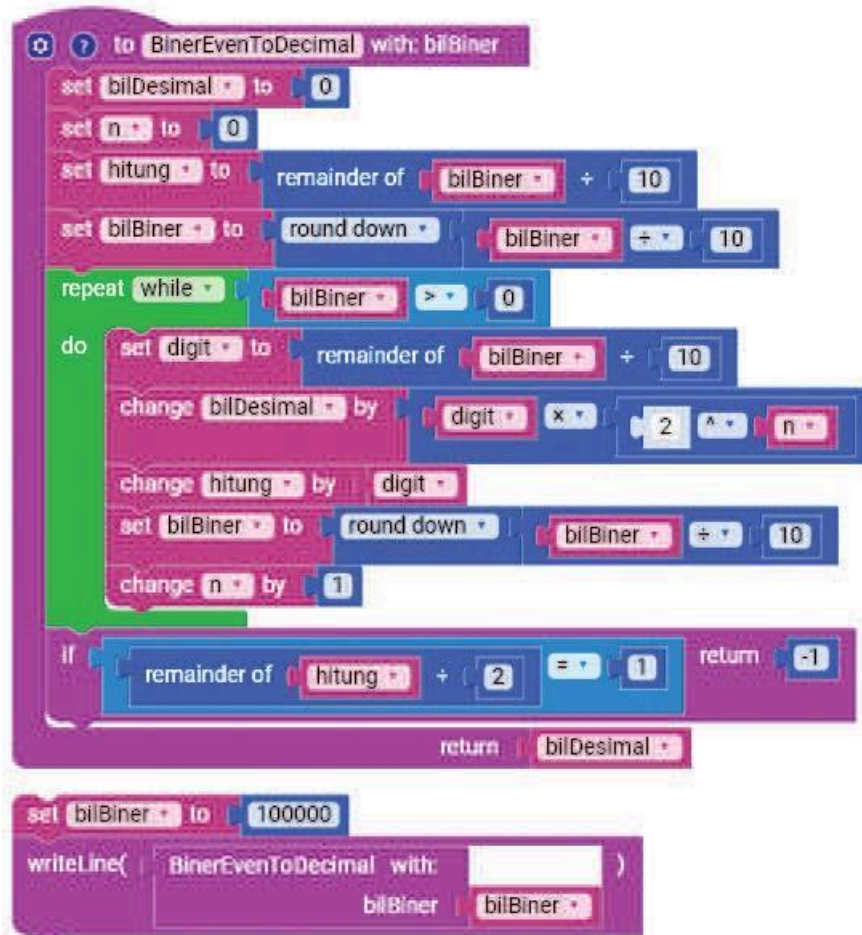 ? to BinerEvenToDecimal with: bilBiner
set bilDesimal to 0
set n to 0
set hitung to remainder of bilBiner ÷ 10
set bilBiner to round down bilBiner ÷ 10
repeat while bilBiner > 0
do set digit to remainder of bilBiner ÷ 10
change bilDesimal by digit × 2 ^ n
change hitung by digit
set bilBiner to round down bilBiner ÷ 10
change n by 1
if remainder of hitung ÷ 2 = 1 return -1
return bilDesimal
set bilBiner to 100000
writeLine( BinerEvenToDecimal with: )
bilBiner bilBiner